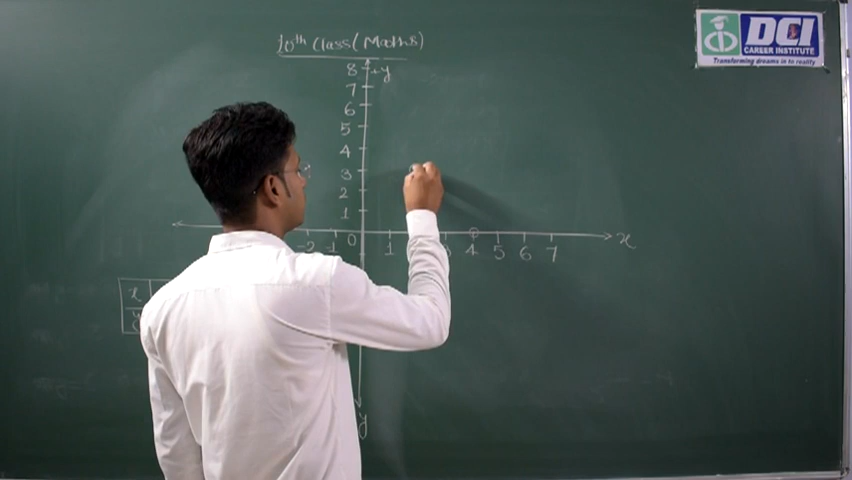 10th Class (Maths)
8 +y
7
6
5
4
3
2
1
-2 -1 0 1 3 4 5 6 7 x
x
y
y
DCI
CAREER INSTITUTE
Transforming dreams in to reality